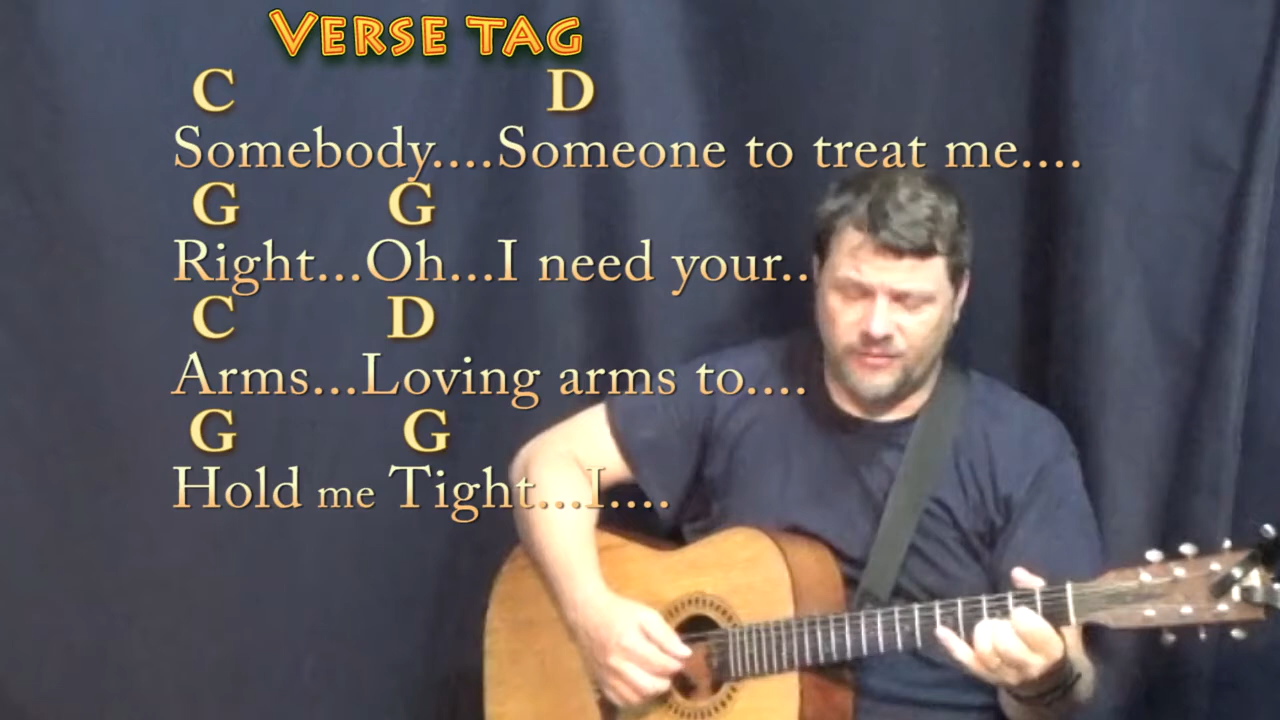 VERSE TAG
C D
Somebody....Someone to treat me....
G G
Right...Oh...I need your..
C D
Arms...Loving arms to....
G G
Hold me Tight...I....